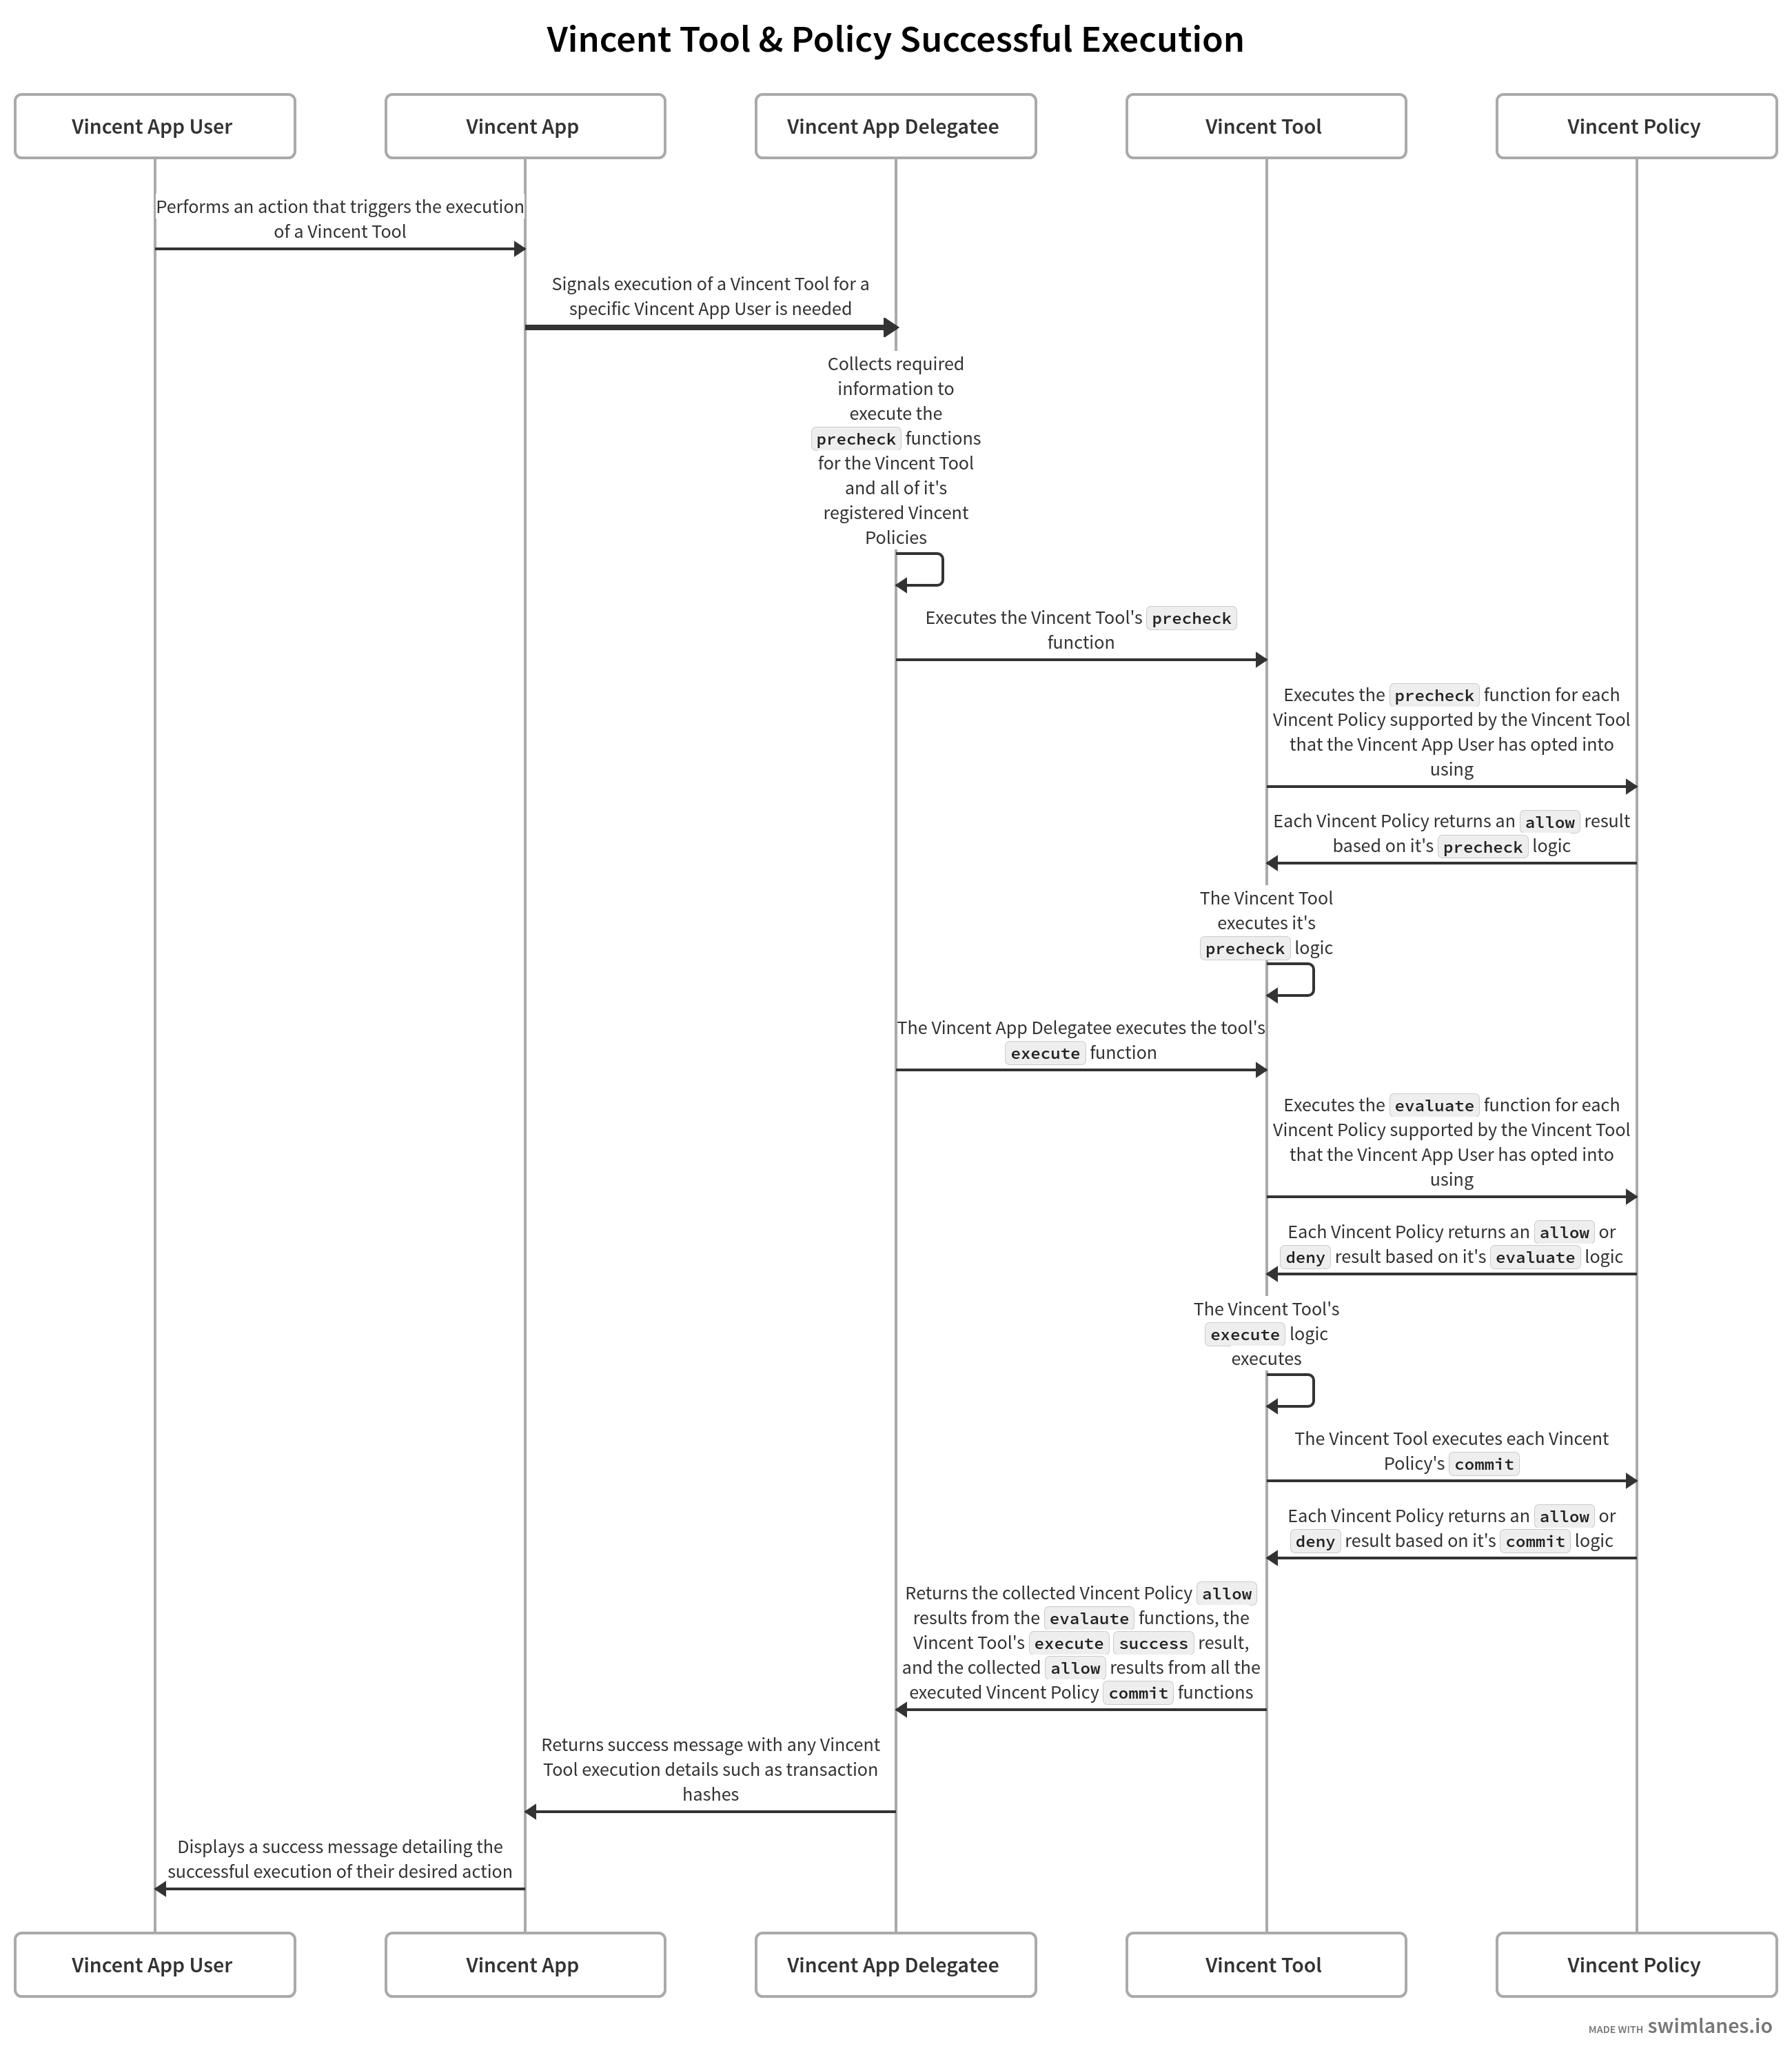 Vincent Tool & Policy Successful Execution
Vincent App User
Vincent App
Vincent App Delegatee
Vincent Tool
Vincent Policy
Performs an action that triggers the execution
of a Vincent Tool
Signals execution of a Vincent Tool for a
specific Vincent App User is needed
Collects required
information to
execute the
precheck functions
for the Vincent Tool
and all of it's
registered Vincent
Policies
Executes the Vincent Tool's precheck
function
Executes the precheck function for each
Vincent Policy supported by the Vincent Tool
that the Vincent App User has opted into
using
Each Vincent Policy returns an allow result
based on it's precheck logic
The Vincent Tool
executes it's
precheck logic
The Vincent App Delegatee executes the tool's
execute function
Executes the evaluate function for each
Vincent Policy supported by the Vincent Tool
that the Vincent App User has opted into
using
Each Vincent Policy returns an allow or
deny result based on it's evaluate logic
The Vincent Tool's
execute logic
executes
The Vincent Tool executes each Vincent
Policy's commit
Each Vincent Policy returns an allow or
deny result based on it's commit logic
Returns the collected Vincent Policy allow
results from the evalaute functions, the
Vincent Tool's execute success result,
and the collected allow results from all the
executed Vincent Policy commit functions
Returns success message with any Vincent
Tool execution details such as transaction
hashes
Displays a success message detailing the
successful execution of their desired action
Vincent App User
Vincent App
Vincent App Delegatee
Vincent Tool
Vincent Policy
MADE WITH swimlanes.io